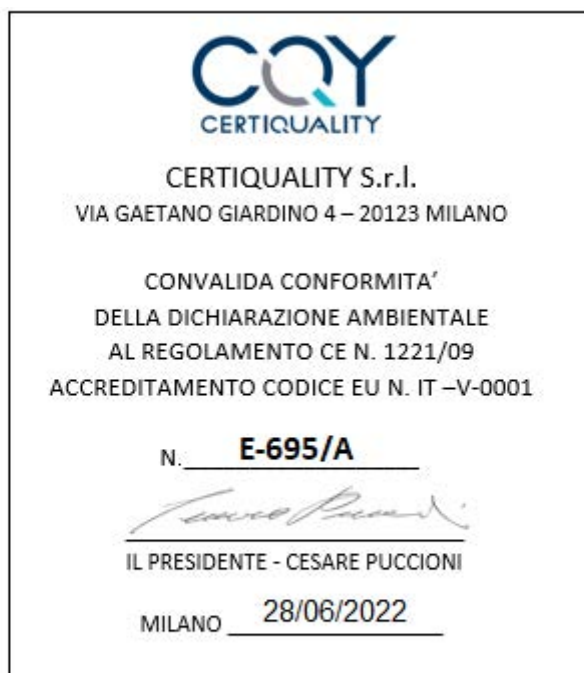 CQY
CERTIQUALITY
CERTIQUALITY S.r.l.
VIA GAETANO GIARDINO 4 – 20123 MILANO
CONVALIDA CONFORMITA’
DELLA DICHIARAZIONE AMBIENTALE
AL REGOLAMENTO CE N. 1221/09
ACCREDITAMENTO CODICE EU N. IT –V-0001
N. E-695/A
IL PRESIDENTE - CESARE PUCCIONI
MILANO 28/06/2022